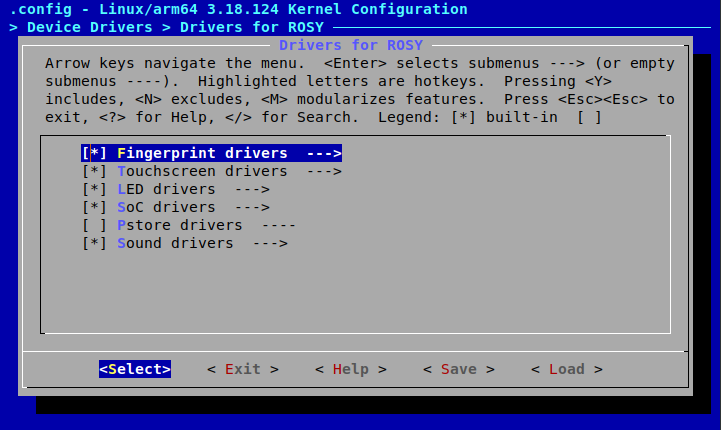 .config - Linux/arm64 3.18.124 Kernel Configuration
> Device Drivers > Drivers for ROSY
Drivers for ROSY
Arrow keys navigate the menu.  <Enter> selects submenus ---> (or empty
submenus ----).  Highlighted letters are hotkeys.  Pressing <Y>
includes, <N> excludes, <M> modularizes features.  Press <Esc><Esc> to
exit, <?> for Help, </> for Search.  Legend: [*] built-in  [ ]
[*] Fingerprint drivers  --->
[*] Touchscreen drivers  --->
[*] LED drivers  --->
[*] SoC drivers  --->
[ ] Pstore drivers  ----
[*] Sound drivers  --->
<Select>    < Exit >    < Help >    < Save >    < Load >